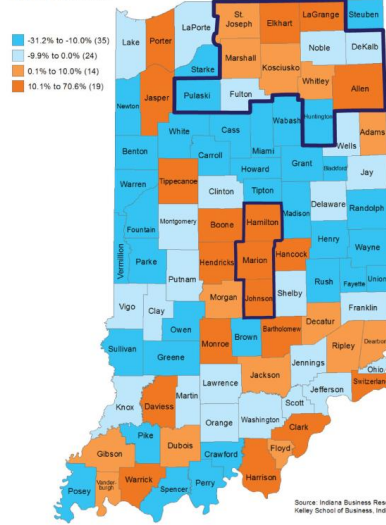 -31.2% to -10.0% (35)
-9.9% to 0.0% (24)
0.1% to 10.0% (14)
10.1% to 70.6% (19)
Lake
Porter
LaPorte
St. Joseph
Elkhart
LaGrange
Steuben
Noble
DeKalb
Marshall
Kosciusko
Starke
Whitley
Allen
Newton
Jasper
Pulaski
Fulton
Wabash
Huntington
Wells
Adams
White
Cass
Miami
Benton
Carroll
Howard
Grant
Blackford
Jay
Warren
Tippecanoe
Clinton
Tipton
Madison
Delaware
Randolph
Fountain
Montgomery
Boone
Hamilton
Henry
Wayne
Vermillion
Parke
Putnam
Hendricks
Marion
Hancock
Rush
Fayette
Union
Vigo
Clay
Morgan
Johnson
Shelby
Franklin
Owen
Sullivan
Greene
Monroe
Brown
Bartholomew
Decatur
Ripley
Dearborn
Ohio
Jennings
Jackson
Switzerland
Jefferson
Knox
Daviess
Martin
Lawrence
Scott
Washington
Orange
Clark
Gibson
Pike
Dubois
Crawford
Floyd
Harrison
Posey
Vander-
burgh
Warrick
Spencer
Perry
Source: Indiana Business Res
Kelley School of Business, Ind